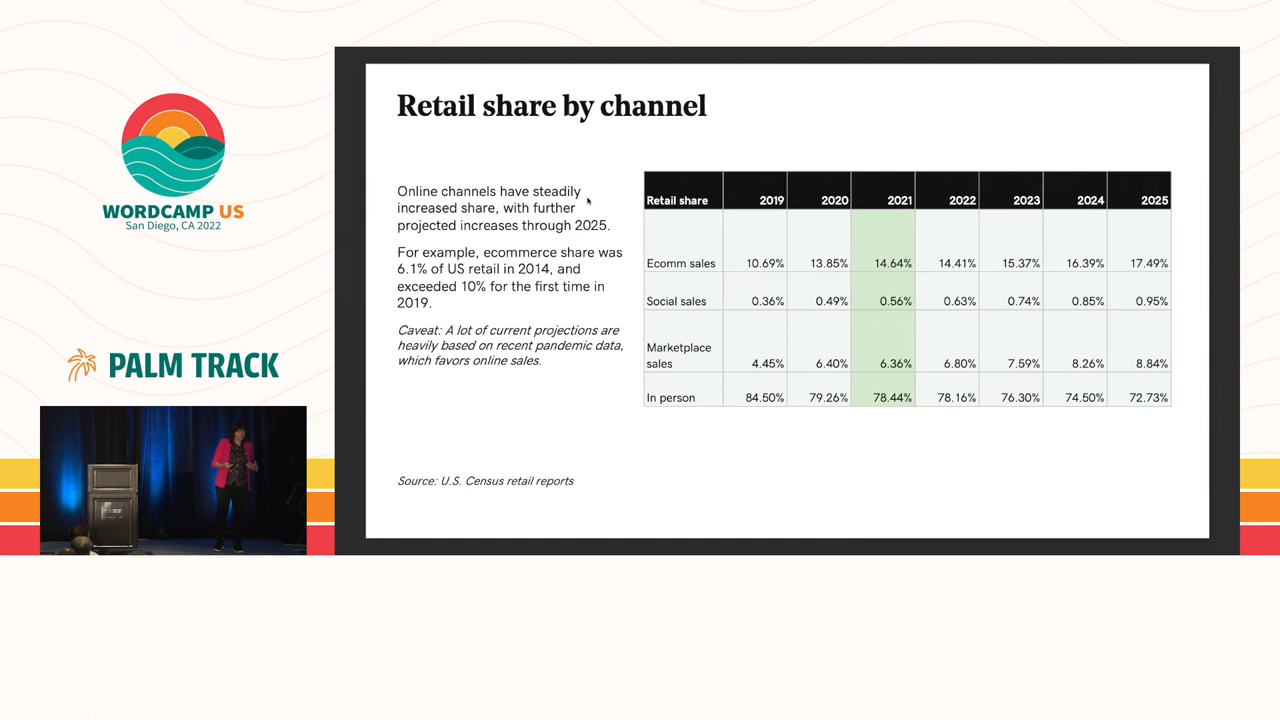 WORDCAMP US
San Diego, CA 2022
PALM TRACK
Retail share by channel
Online channels have steadily
increased share, with further
projected increases through 2025.
For example, ecommerce share was
6.1% of US retail in 2014, and
exceeded 10% for the first time in
2019.
Caveat: A lot of current projections are
heavily based on recent pandemic data,
which favors online sales.
Source: U.S. Census retail reports
Retail share 2019 2020 2021 2022 2023 2024 2025
Ecomm sales 10.69% 13.85% 14.64% 14.41% 15.37% 16.39% 17.49%
Social sales 0.36% 0.49% 0.56% 0.63% 0.74% 0.85% 0.95%
Marketplace
sales 4.45% 6.40% 6.36% 6.80% 7.59% 8.26% 8.84%
In person 84.50% 79.26% 78.44% 78.16% 76.30% 74.50% 72.73%